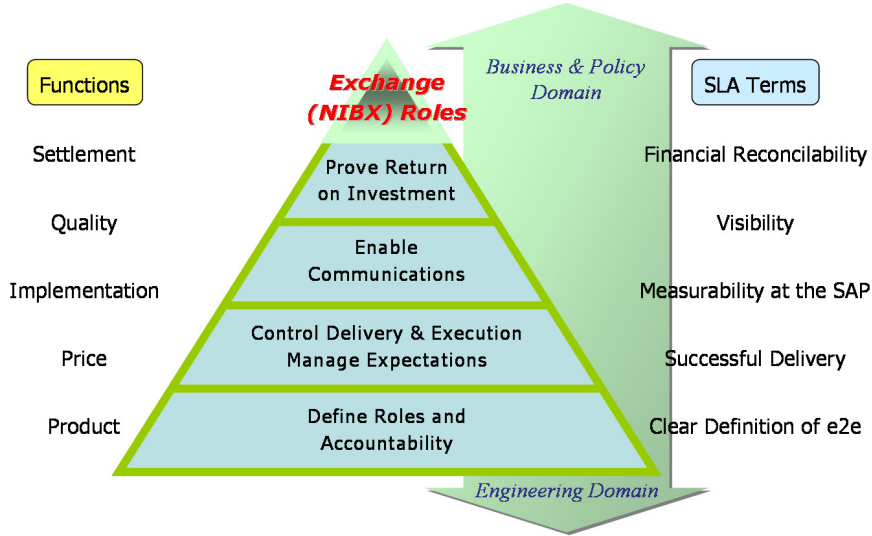 Functions
Settlement
Quality
Implementation
Price
Product
Exchange
(NIBX) Roles
Prove Return
on Investment
Enable
Communications
Control Delivery & Execution
Manage Expectations
Define Roles and
Accountability
Business & Policy
Domain
Engineering Domain
SLA Terms
Financial Reconcilability
Visibility
Measurability at the SAP
Successful Delivery
Clear Definition of e2e